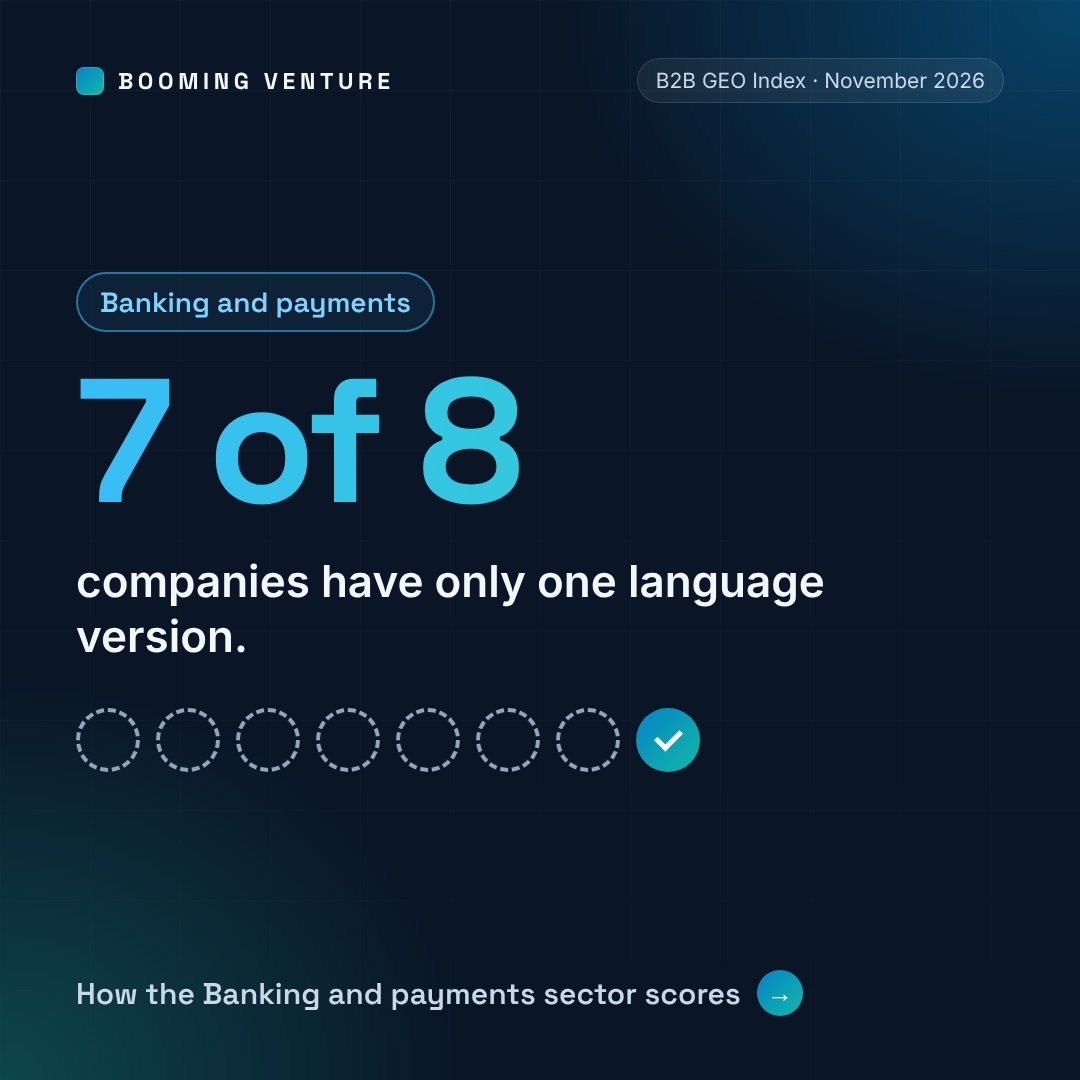 BOOMING VENTURE
B2B GEO Index · November 2026
Banking and payments
7 of 8
companies have only one language
version.
How the Banking and payments sector scores →